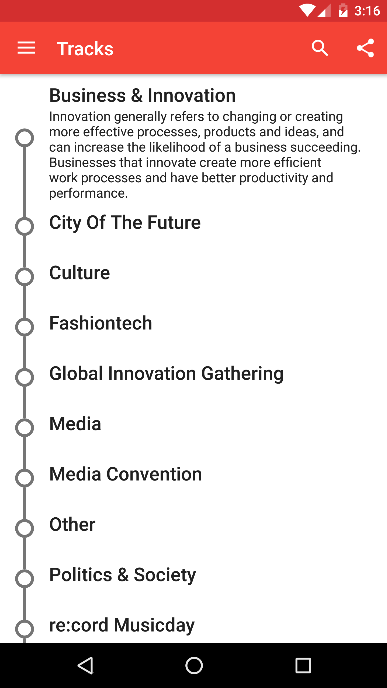 3:16
Tracks
Business & Innovation
Innovation generally refers to changing or creating
more effective processes, products and ideas, and
can increase the likelihood of a business succeeding.
Businesses that innovate create more efficient
work processes and have better productivity and
performance.
City Of The Future
Culture
Fashiontech
Global Innovation Gathering
Media
Media Convention
Other
Politics & Society
re:cord Musicday